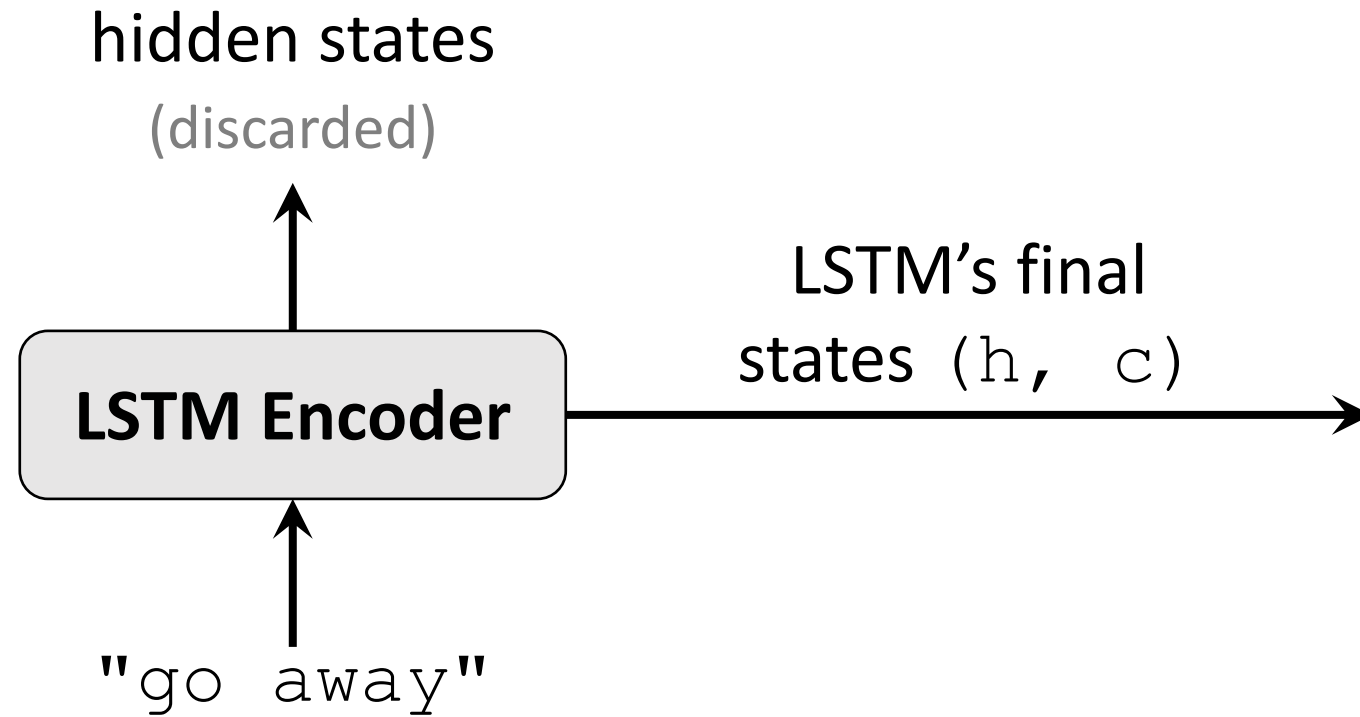 hidden states
(discarded)
LSTM’s final
states (h, c)
LSTM Encoder
"go away"